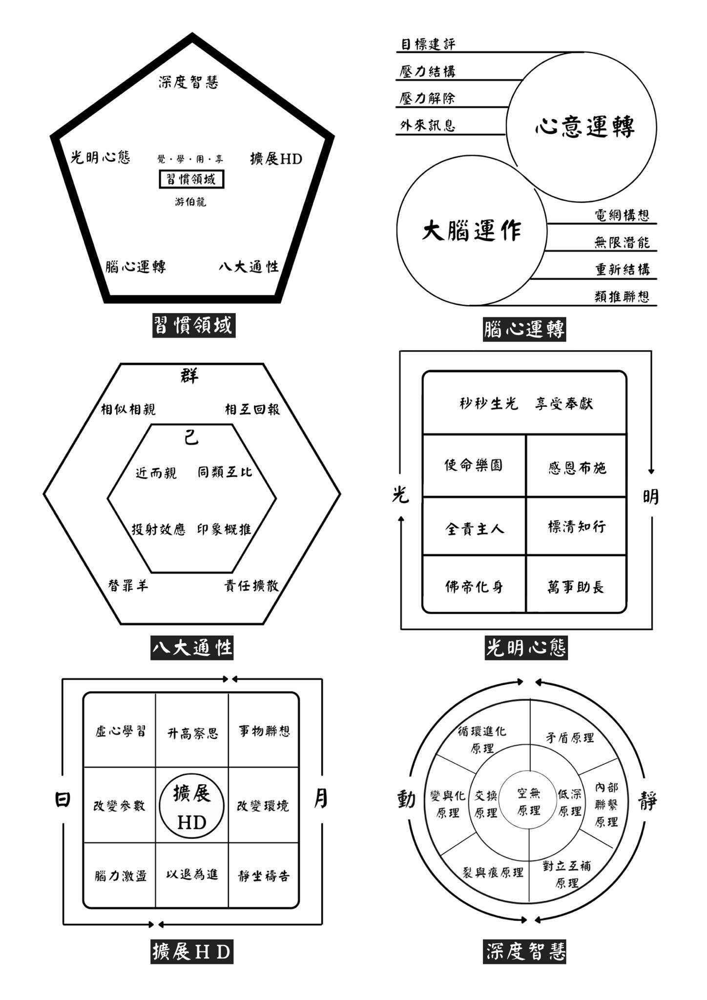 深度智慧
光明心態
覺·學·用·享
擴展HD
習慣領域
游伯龍
腦心運轉
八大通性
習慣領域
目標建評
壓力結構
壓力解除
外來訊息
心意運轉
大腦運作
電網構想
無限潛能
重新結構
類推聯想
腦心運轉
群
相似相親
相互回報
己
近而親
同類互比
投射效應
印象概推
替罪羊
責任擴散
八大通性
秒秒生光 享受奉獻
使命樂園
感恩布施
光
明
全責主人
標清知行
佛帝化身
萬事助長
光明心態
虛心學習
升高察思
事物聯想
日
改變參數
擴展
HD
改變環境
月
腦力激盪
以退為進
靜坐禱告
擴展HD
循環進化
原理
矛盾原理
動
變與化
原理
交換
原理
空無
原理
低深
原理
內部
聯繫
原理
靜
裂與痕原理
對立互補
原理
深度智慧